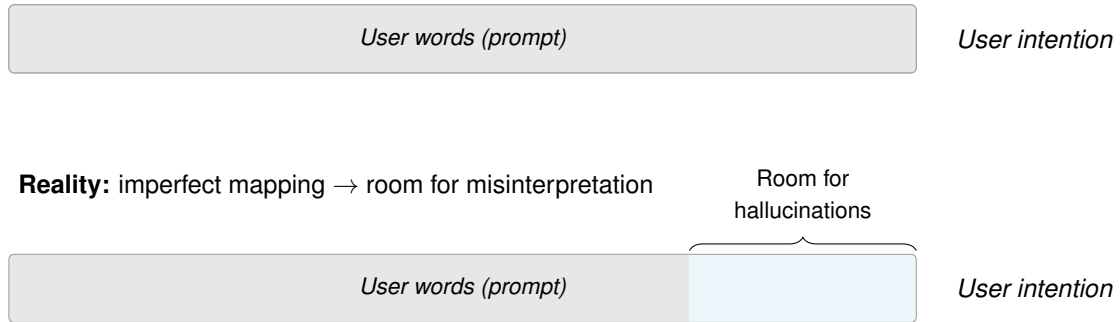 User words (prompt)
User intention
Reality: imperfect mapping → room for misinterpretation
Room for
hallucinations
User words (prompt)
User intention